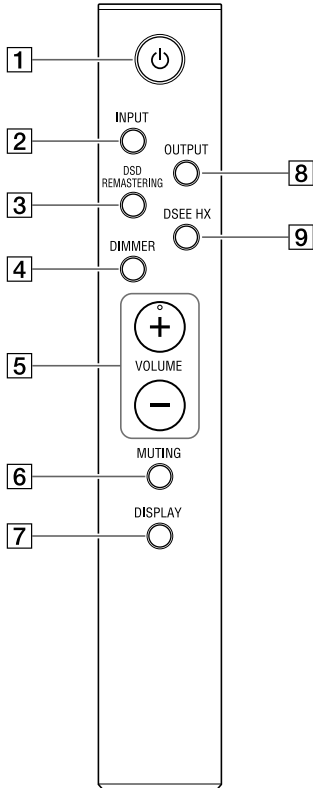 1
INPUT
2
OUTPUT
8
DSD
REMASTERING
3
DSEE HX
9
DIMMER
4
+
5
VOLUME
−
MUTING
6
DISPLAY
7